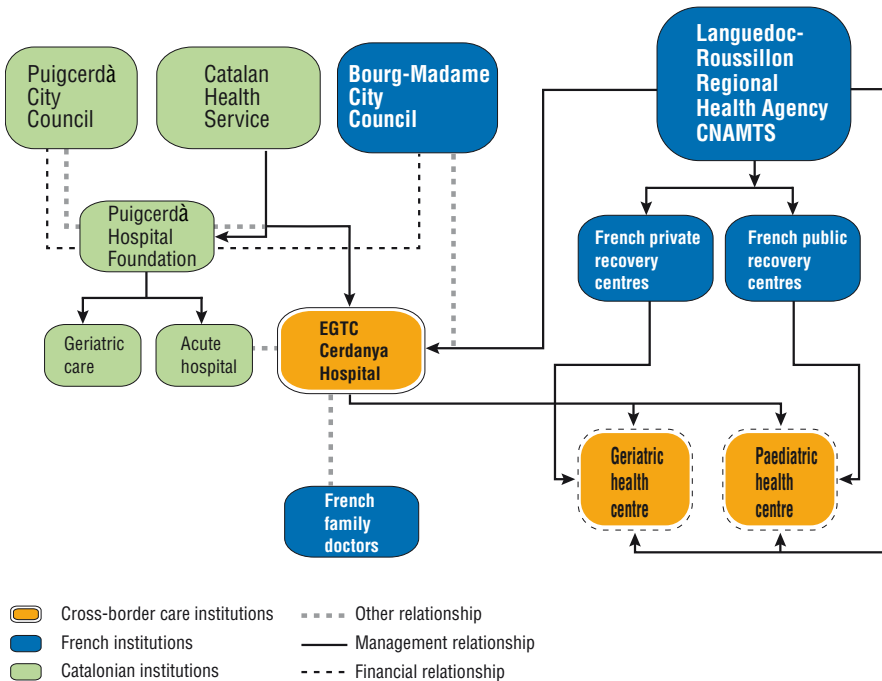 Puigcerdà
City
Council
Catalan
Health
Service
Bourg-Madame
City
Council
Languedoc-
Roussillon
Regional
Health Agency
CNAMTS
Puigcerdà
Hospital
Foundation
French private
recovery
centres
French public
recovery
centres
Geriatric
care
Acute
hospital
EGTC
Cerdanya
Hospital
Geriatric
health
centre
Paediatric
health
centre
French
family
doctors
Cross-border care institutions
French institutions
Catalonian institutions
Other relationship
Management relationship
Financial relationship